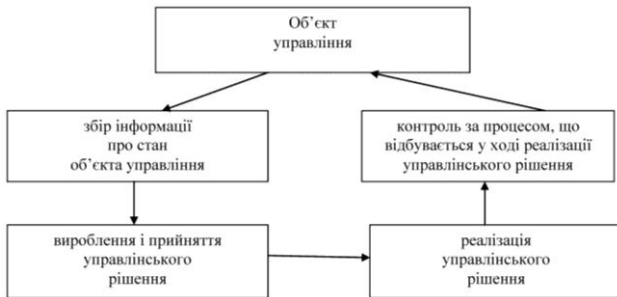 Об’єкт
управління
збір інформації
про стан
об’єкта управління
контроль за процесом, що
відбувається у ході реалізації
управлінського рішення
вироблення і прийняття
управлінського
рішення
реалізація
управлінського
рішення